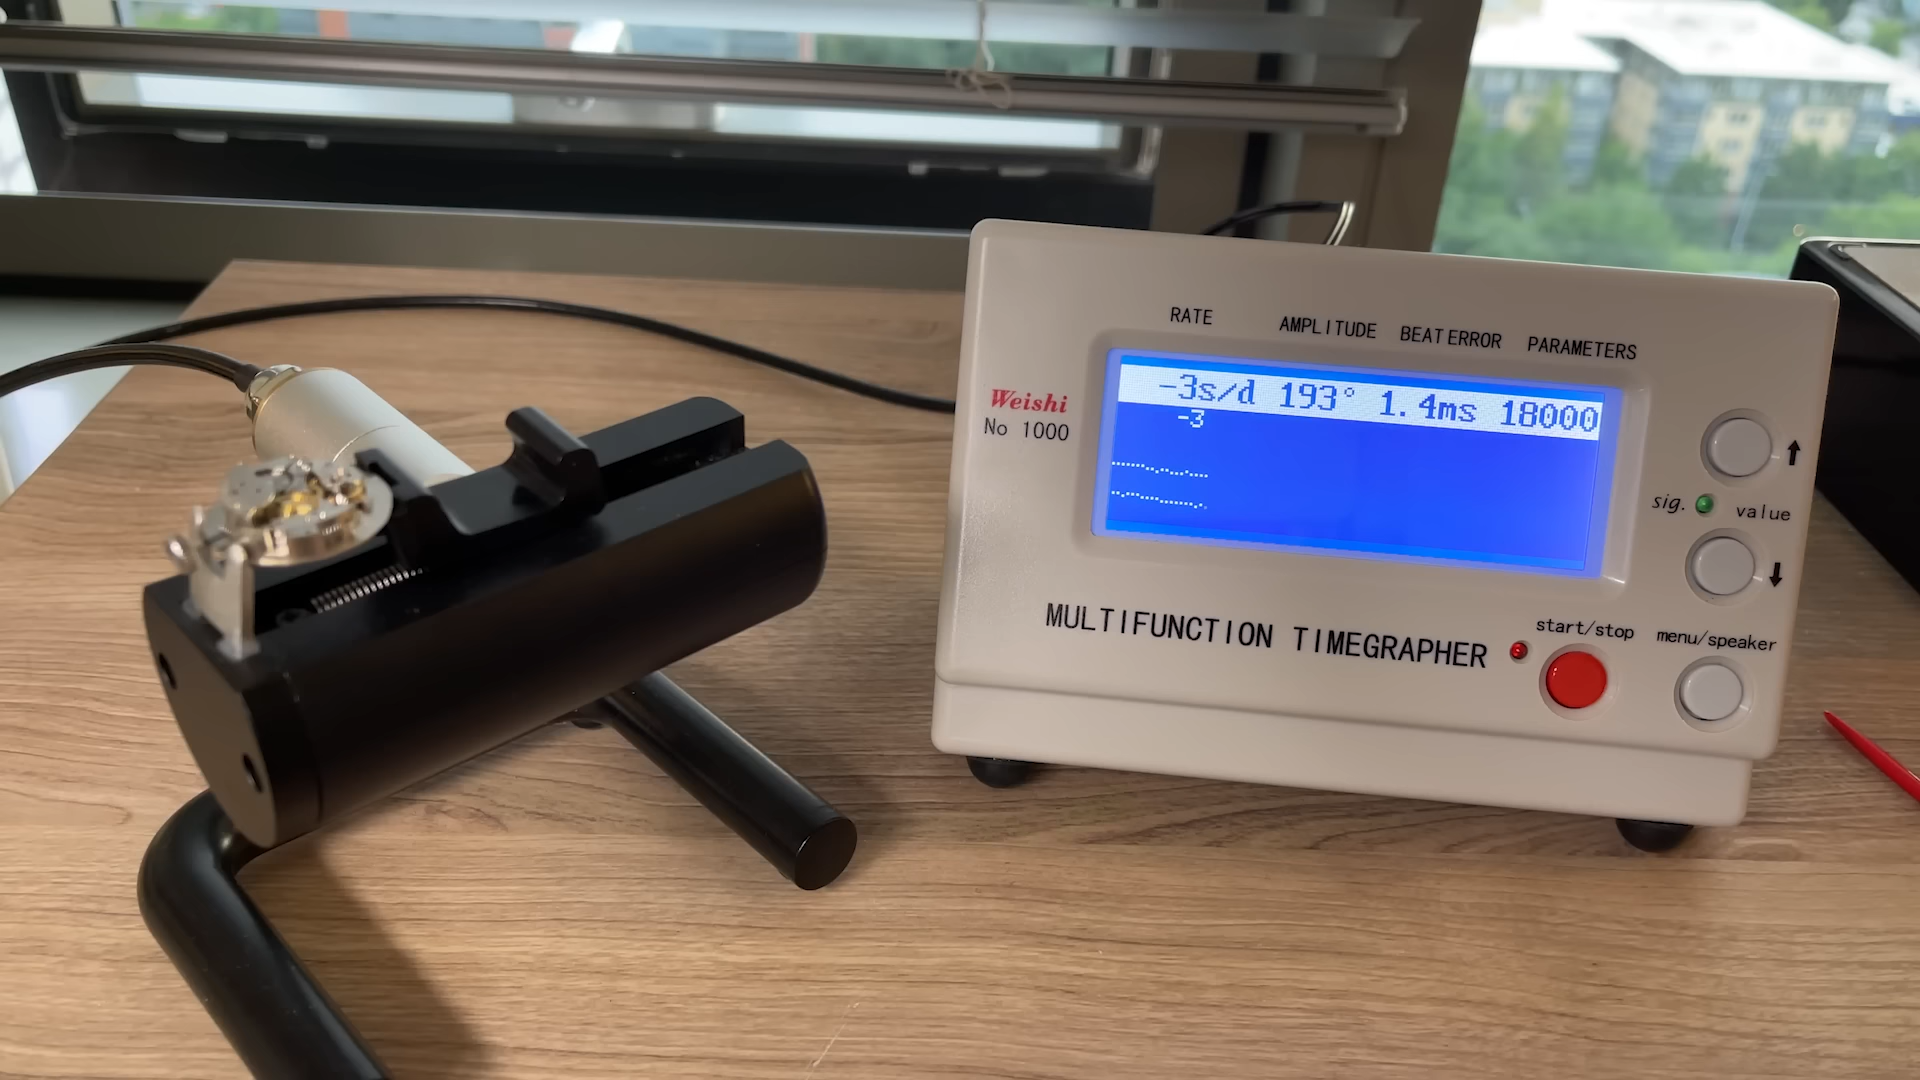 RATE AMPLITUDE BEAT ERROR PARAMETERS
Weishi
No 1000
-3s/d 193° 1.4ms 18000
-3
sig. value
start/stop menu/speaker
MULTIFUNCTION TIMEGRAPHER